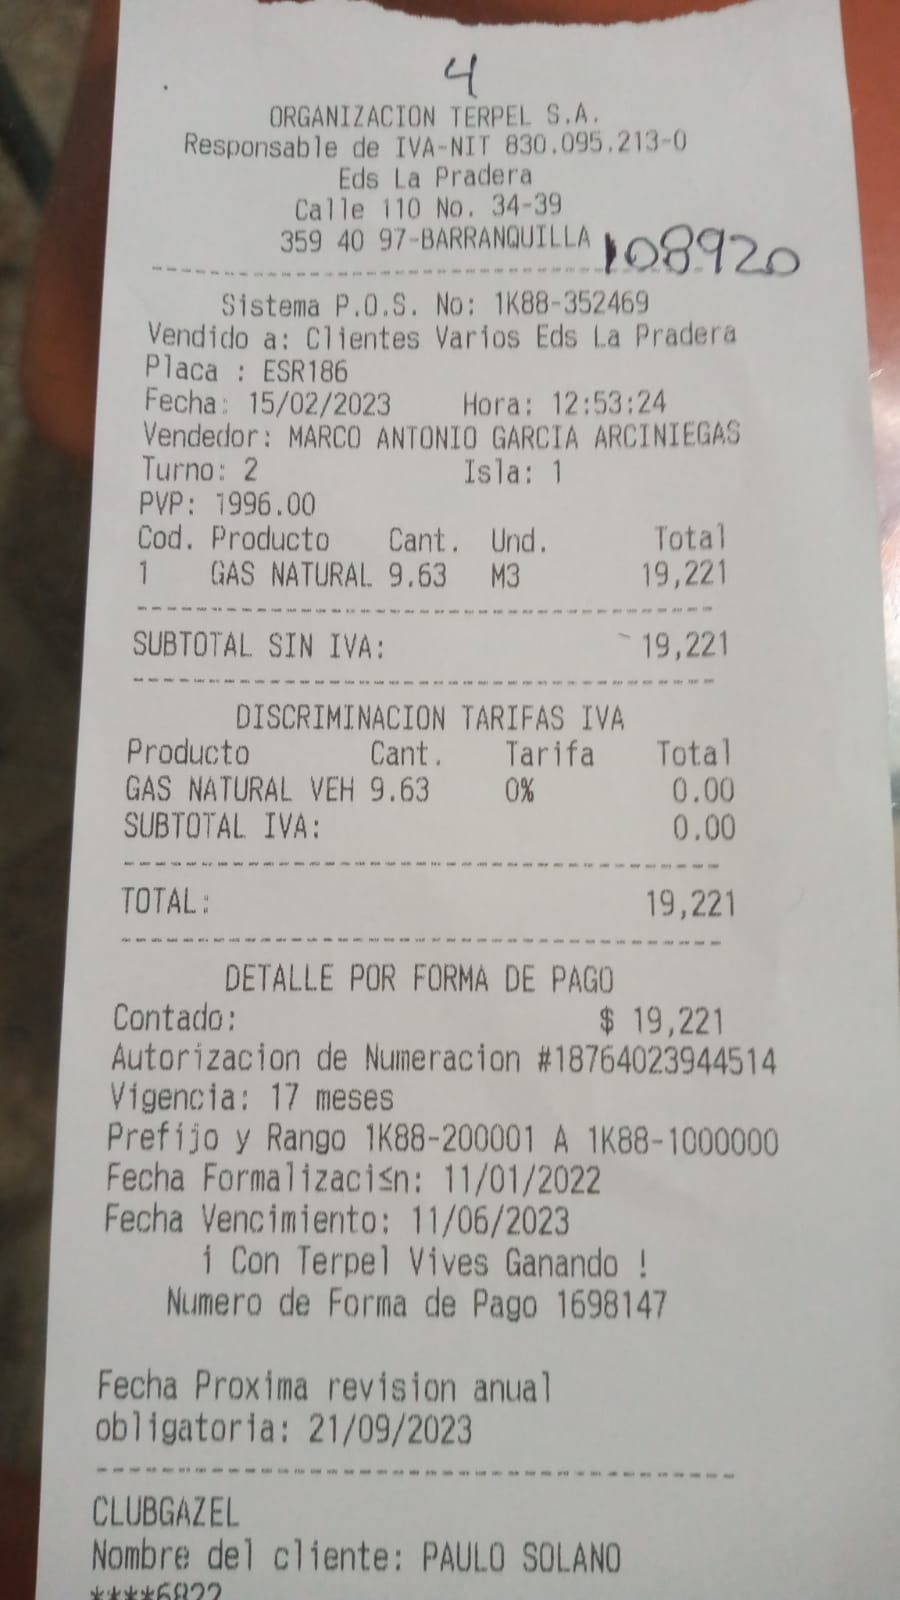 4
ORGANIZACION TERPEL S.A.
Responsable de IVA-NIT 830.095.213-0
Eds La Pradera
Calle 110 No. 34-39
359 40 97-BARRANQUILLA 108920
Sistema P.O.S. No: 1K88-352469
Vendido a: Clientes Varios Eds La Pradera
Placa : ESR186
Fecha: 15/02/2023 Hora: 12:53:24
Vendedor: MARCO ANTONIO GARCIA ARCINIEGAS
Turno: 2 Isla: 1
PVP: 1996.00
Cod. Producto Cant. Und. Total
1 GAS NATURAL 9.63 M3 19,221
SUBTOTAL SIN IVA: 19,221
DISCRIMINACION TARIFAS IVA
Producto Cant. Tarifa Total
GAS NATURAL VEH 9.63 0% 0.00
SUBTOTAL IVA: 0.00
TOTAL: 19,221
DETALLE POR FORMA DE PAGO
Contado: $ 19,221
Autorizacion de Numeracion #18764023944514
Vigencia: 17 meses
Prefijo y Rango 1K88-200001 A 1K88-1000000
Fecha Formalizaci≤n: 11/01/2022
Fecha Vencimiento: 11/06/2023
¡ Con Terpel Vives Ganando !
Numero de Forma de Pago 1698147
Fecha Proxima revision anual
obligatoria: 21/09/2023
CLUBGAZEL
Nombre del cliente: PAULO SOLANO
****6822